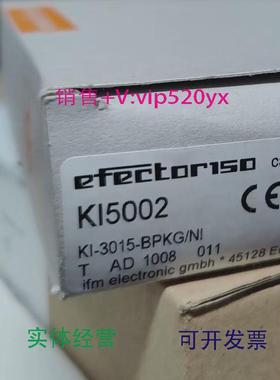 销售+V:vip520yx
efector150
KI5002
CE
KI-3015-BPKG/NI
T AD 1008 011
ifm electronic gmbh * 45128 E
实体经营 可开发票